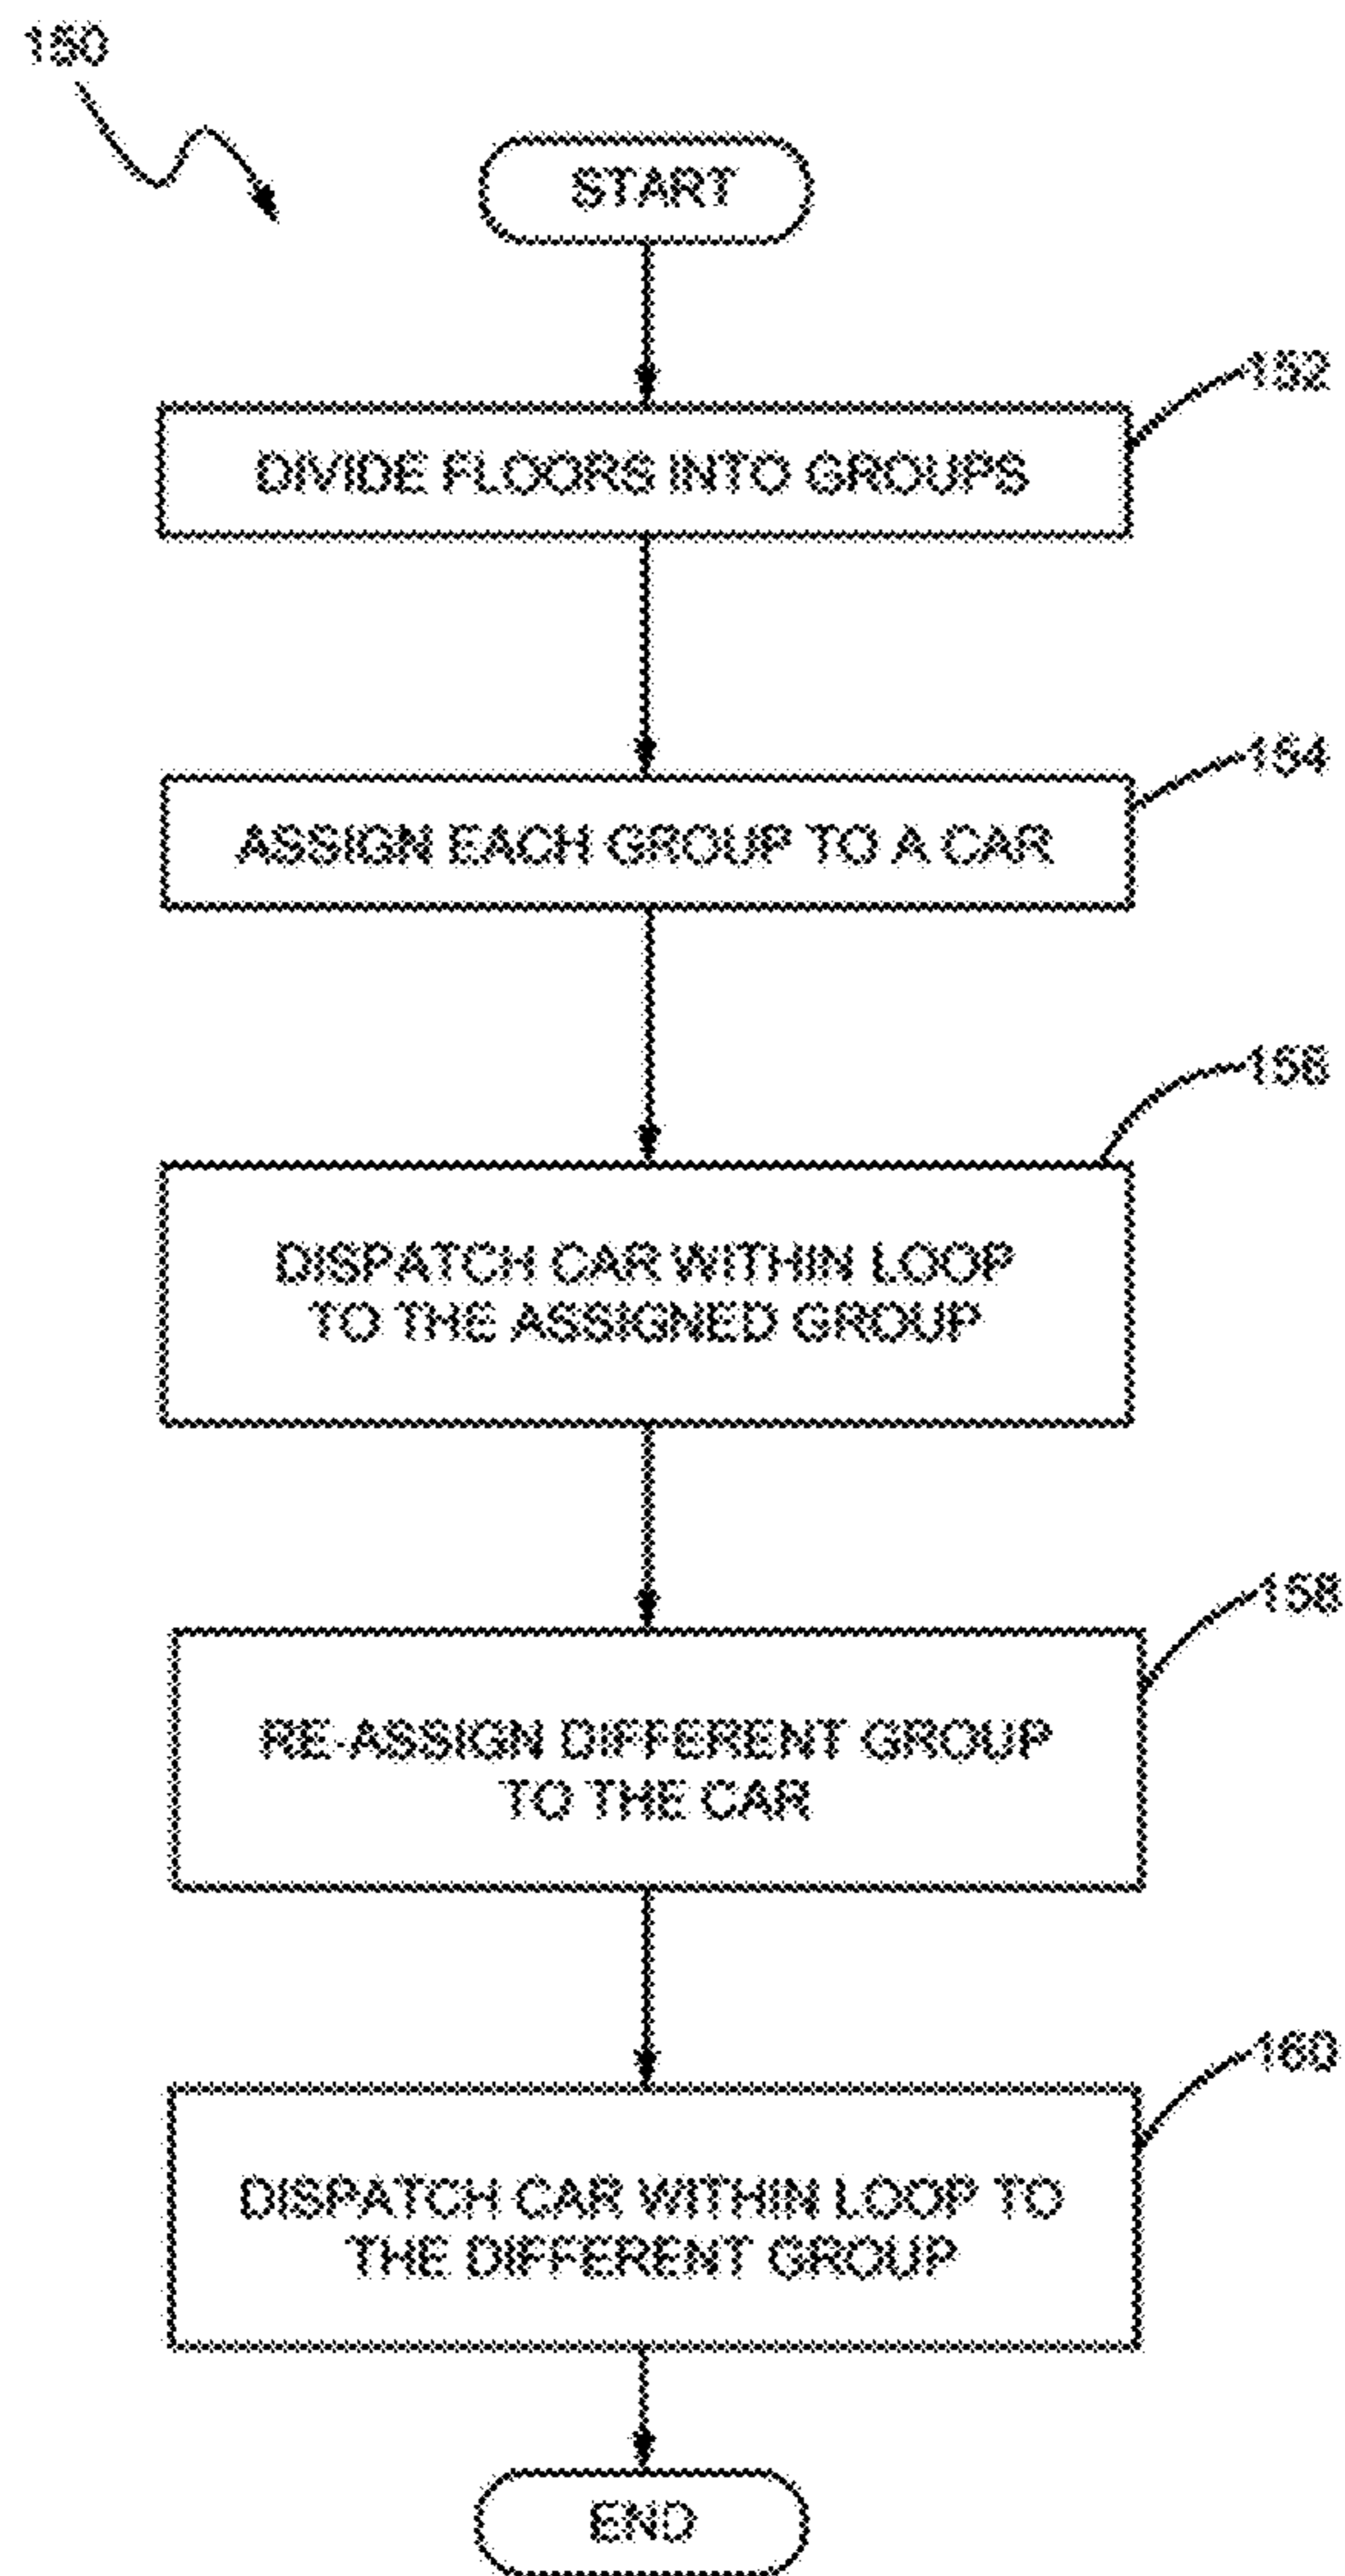 150
START
152
DIVIDE FLOORS INTO GROUPS
154
ASSIGN EACH GROUP TO A CAR
156
DISPATCH CAR WITHIN LOOP
TO THE ASSIGNED GROUP
158
RE-ASSIGN DIFFERENT GROUP
TO THE CAR
160
DISPATCH CAR WITHIN LOOP TO
THE DIFFERENT GROUP
END